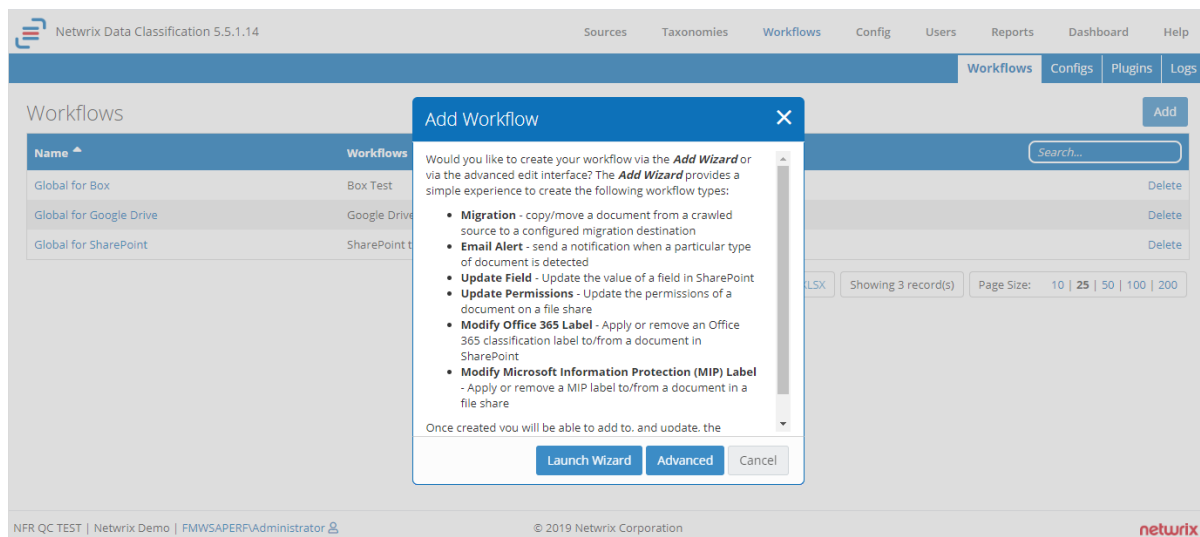 Netwrix Data Classification 5.5.1.14
Sources Taxonomies Workflows Config Users Reports Dashboard Help
Workflows Configs Plugins Logs
Workflows
Add
Name Workflows Search...
Global for Box Box Test Delete
Global for Google Drive Google Drive Delete
Global for SharePoint SharePoint t Delete
XLSX Showing 3 record(s) Page Size: 10 | 25 | 50 | 100 | 200
Add Workflow
Would you like to create your workflow via the Add Wizard or
via the advanced edit interface? The Add Wizard provides a
simple experience to create the following workflow types:
• Migration - copy/move a document from a crawled
source to a configured migration destination
• Email Alert - send a notification when a particular type
of document is detected
• Update Field - Update the value of a field in SharePoint
• Update Permissions - Update the permissions of a
document on a file share
• Modify Office 365 Label - Apply or remove an Office
365 classification label to/from a document in
SharePoint
• Modify Microsoft Information Protection (MIP) Label
- Apply or remove a MIP label to/from a document in a
file share
Once created you will be able to add to, and update, the
Launch Wizard Advanced Cancel
NFR QC TEST | Netwrix Demo | FMWSAPERF\Administrator © 2019 Netwrix Corporation netwrix